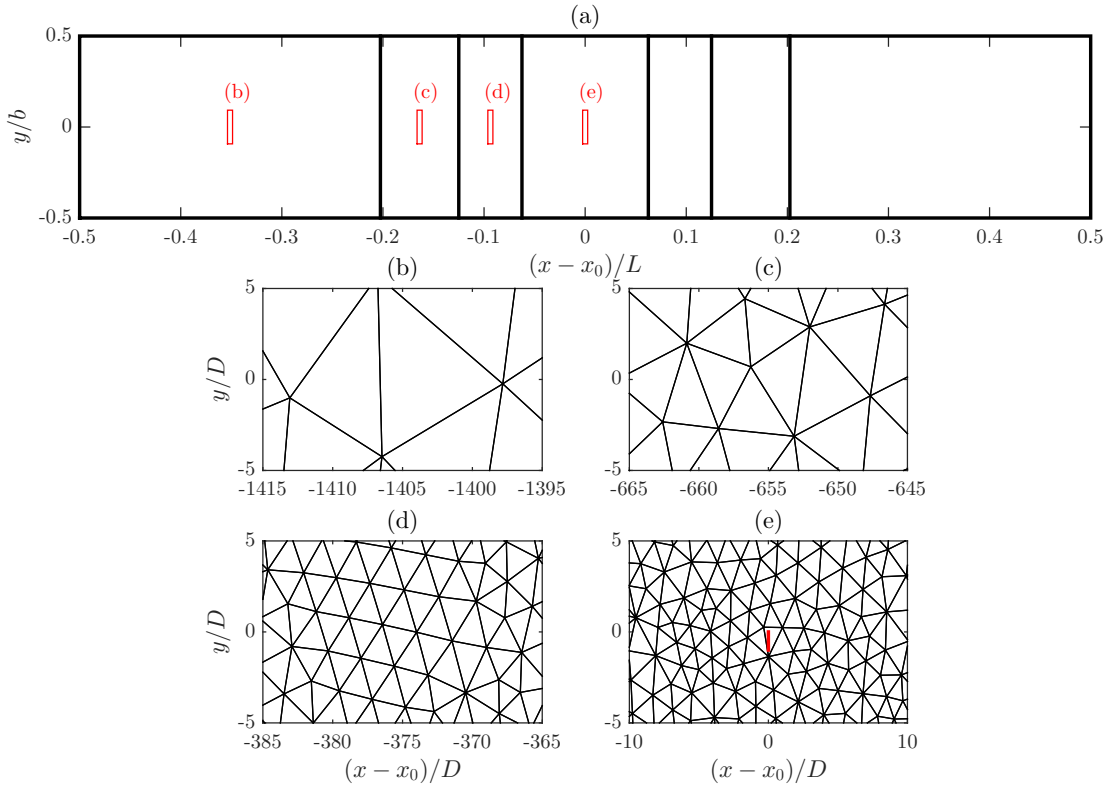 (a)
0.5
0
-0.5
y/b
(b)
(c)
(d)
(e)
-0.5 -0.4 -0.3 -0.2 -0.1 0 0.1 0.2 0.3 0.4 0.5
(x − x₀)/L
(b)
5
0
-5
y/D
-1415 -1410 -1405 -1400 -1395
(c)
5
0
-5
-665 -660 -655 -650 -645
(d)
5
0
-5
y/D
-385 -380 -375 -370 -365
(x − x₀)/D
(e)
5
0
-5
-10 0 10
(x − x₀)/D